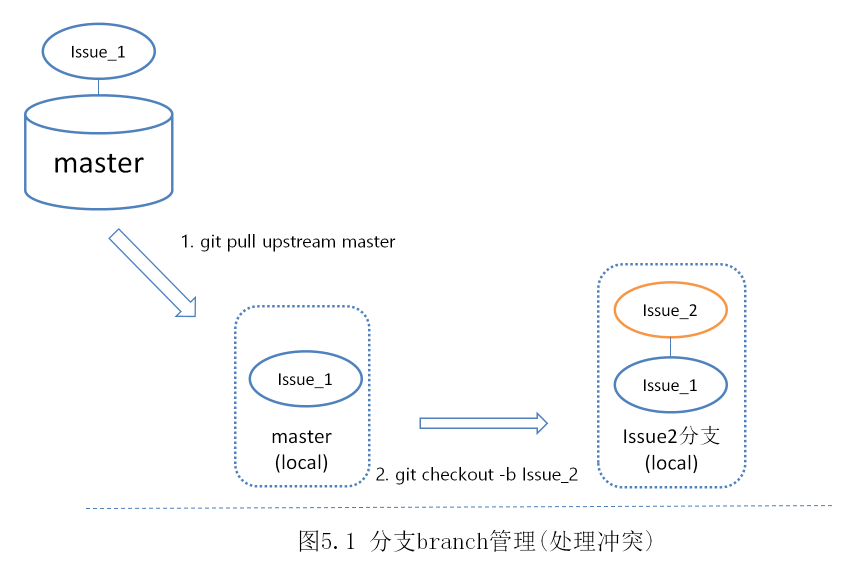 Issue_1
master
1. git pull upstream master
Issue_1
master
(local)
2. git checkout -b Issue_2
Issue_2
Issue_1
Issue2分支
(local)
图5.1 分支branch管理(处理冲突)